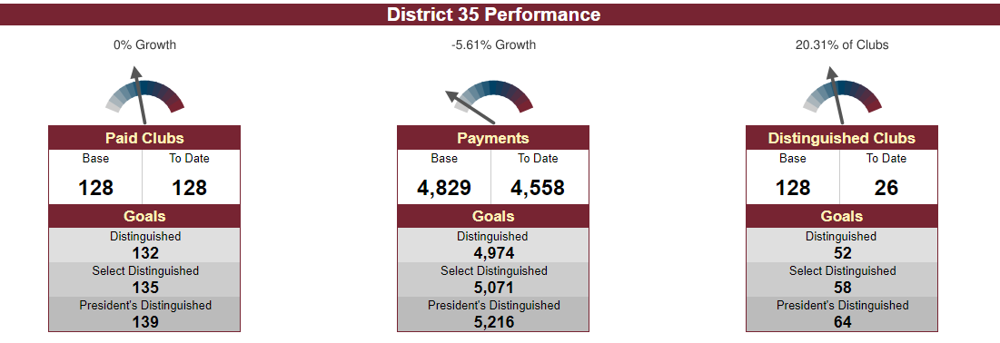 District 35 Performance
0% Growth
Paid Clubs
Base To Date
128 128
Goals
Distinguished
132
Select Distinguished
135
President's Distinguished
139
-5.61% Growth
Payments
Base To Date
4,829 4,558
Goals
Distinguished
4,974
Select Distinguished
5,071
President's Distinguished
5,216
20.31% of Clubs
Distinguished Clubs
Base To Date
128 26
Goals
Distinguished
52
Select Distinguished
58
President's Distinguished
64